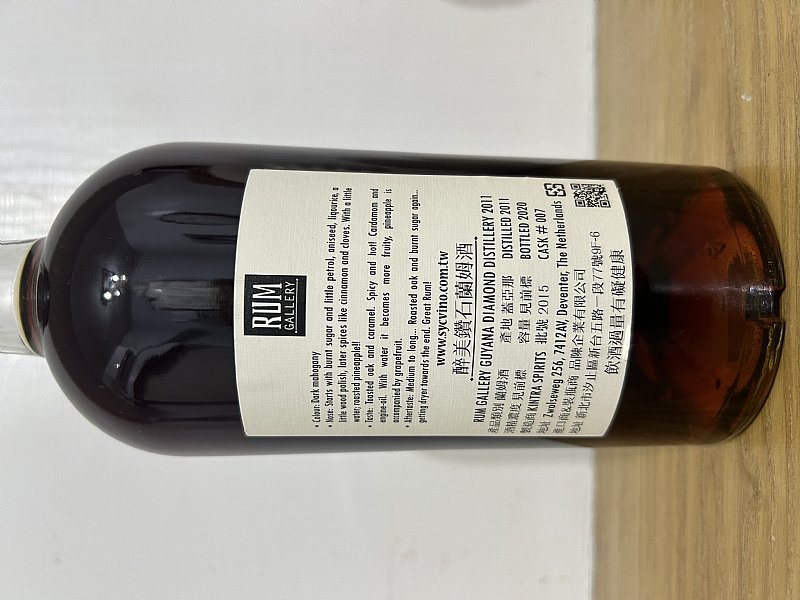 RUM
GALLERY
• Colour: Dark mahogany
• Nose: Starts with burnt sugar and little petrol, aniseed, liquorice, a
little wood polish, later spices like cinnamon and cloves. With a little
water; roasted pineapple!!
• Taste: Toasted oak and caramel. Spicy and hot! Cardamom and
engine-oil. With water it becomes more fruity, pineapple is
accompanied by grapefruit.
• Aftertaste: Medium to long... Roasted oak and burnt sugar again...
getting dryer towards the end. Great Rum!
www.sycvino.com.tw
醉美鑽石蘭姆酒
RUM GALLERY GUYANA DIAMOND DISTILLERY 2011
產品類別 蘭姆酒 產地 蓋亞那 DISTILLED 2011
酒精濃度 見前標 容量 見前標 BOTTLED 2020
製造商 KINTRA SPIRITS 批號 2015 CASK # 007
地址 Zwolseweg 256, 7412AV, Deventer, The Netherlands
進口商&裝瓶商 品陳企業有限公司
地址 新北市汐止區新台五路一段77號9F-6
飲酒過量有礙健康